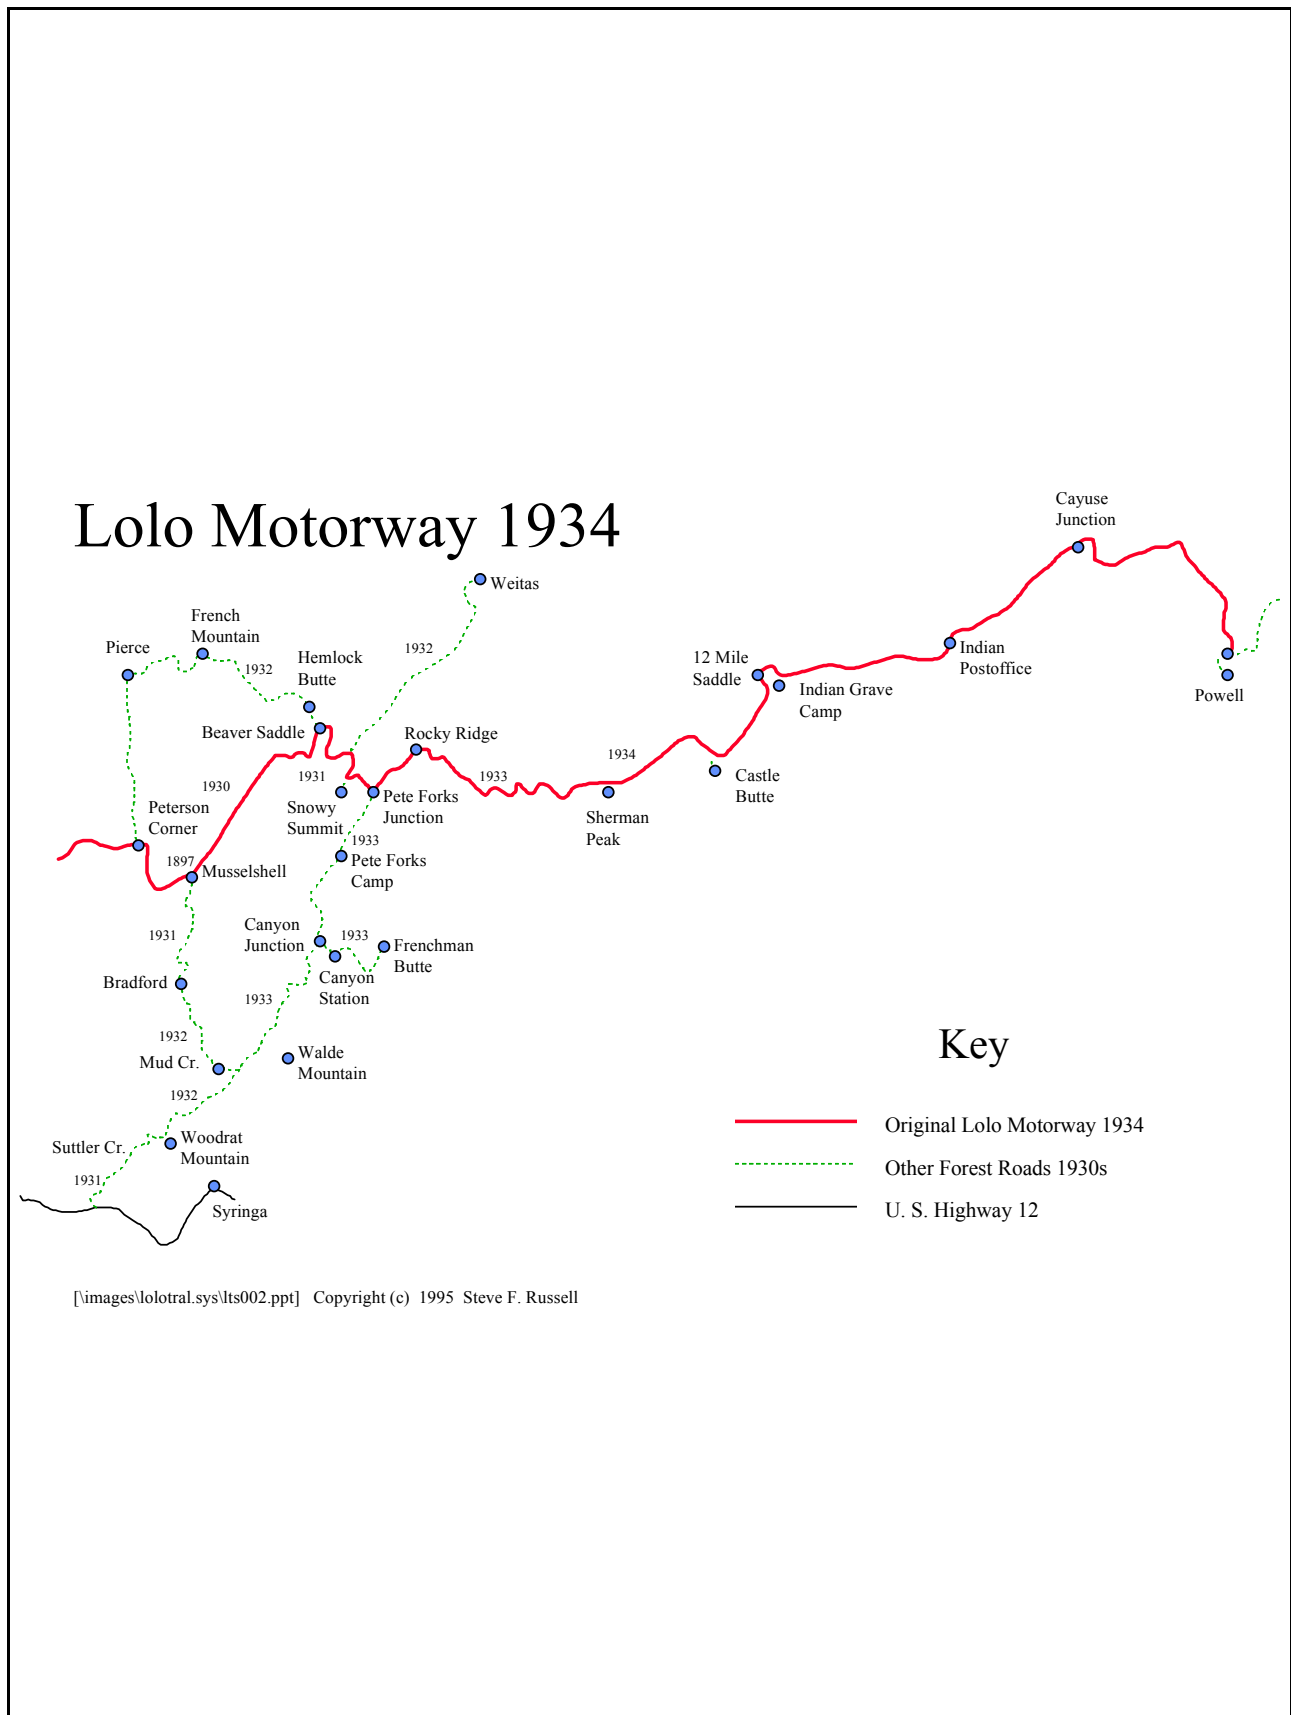 Cayuse
Junction
Lolo Motorway 1934
Weitas
French
Mountain
Pierce
1932
Hemlock
Butte
1932
12 Mile
Saddle
Indian
Postoffice
Indian Grave
Camp
Powell
Beaver Saddle
Rocky Ridge
1934
1931
1933
1930
Castle
Butte
Snowy
Summit
Pete Forks
Junction
Peterson
Corner
Sherman
Peak
1933
1897
Musselshell
Pete Forks
Camp
1931
Canyon
Junction
1933
Frenchman
Butte
Bradford
Canyon
Station
1933
1932
Mud Cr.
Walde
Mountain
Key
1932
Original Lolo Motorway 1934
Suttler Cr.
Woodrat
Mountain
Other Forest Roads 1930s
1931
Syringa
U. S. Highway 12
[\images\lolotral.sys\lts002.ppt] Copyright (c) 1995 Steve F. Russell